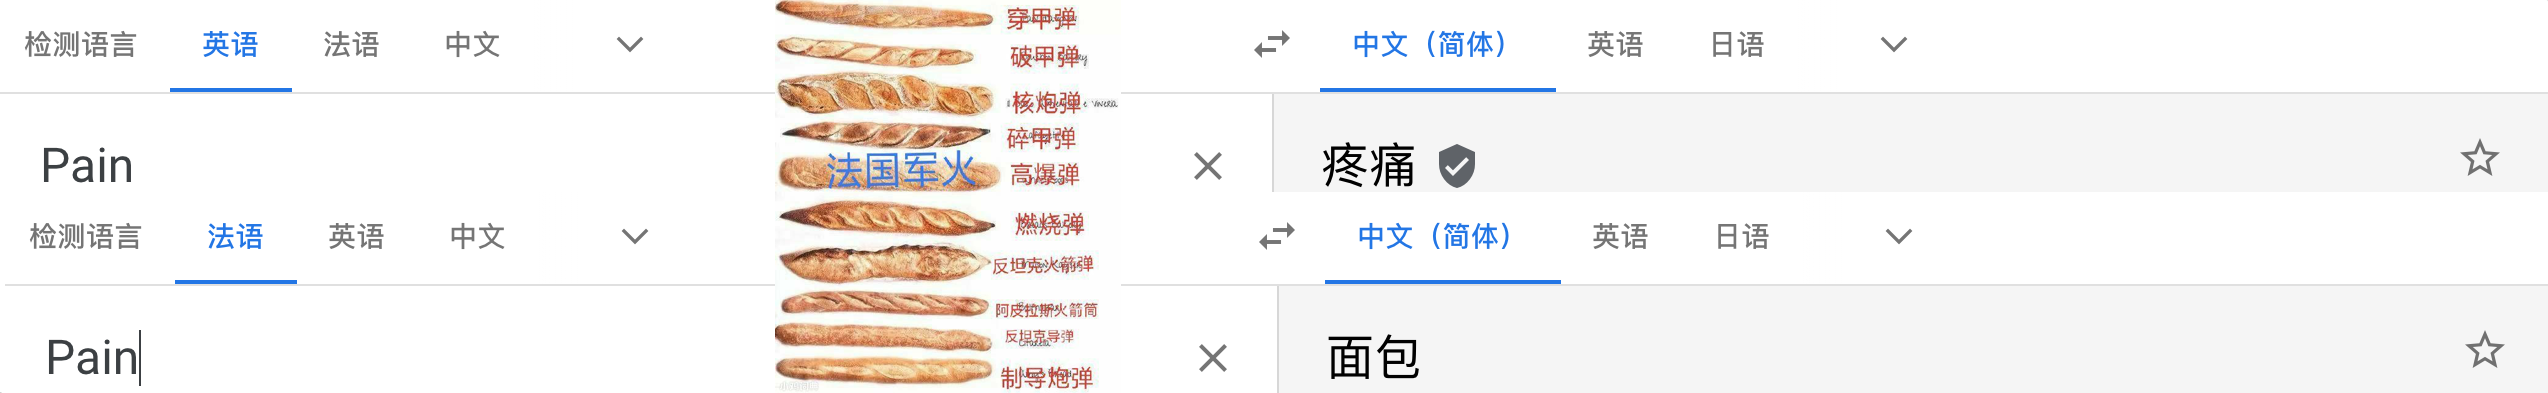 检测语言 英语 法语 中文
中文（简体） 英语 日语
Pain
疼痛
检测语言 法语 英语 中文
中文（简体） 英语 日语
Pain
面包
穿甲弹
破甲弹
核炮弹
碎甲弹
法国军火
高爆弹
燃烧弹
反坦克火箭弹
阿皮拉斯火箭筒
反坦克导弹
制导炮弹